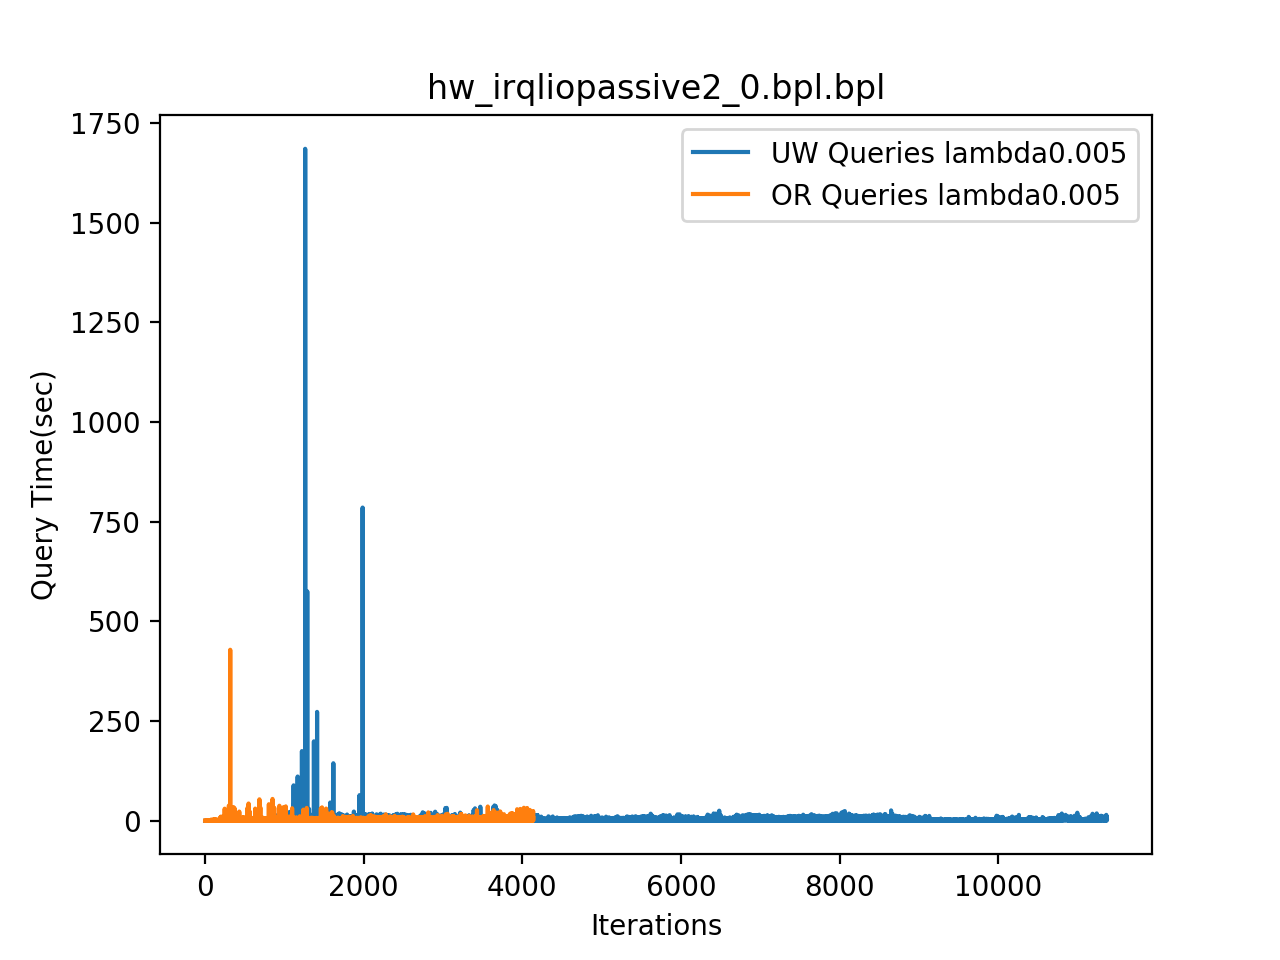 hw_irqliopassive2_0.bpl.bpl
UW Queries lambda0.005
OR Queries lambda0.005
1750
1500
1250
1000
750
500
250
0
Query Time(sec)
0 2000 4000 6000 8000 10000
Iterations